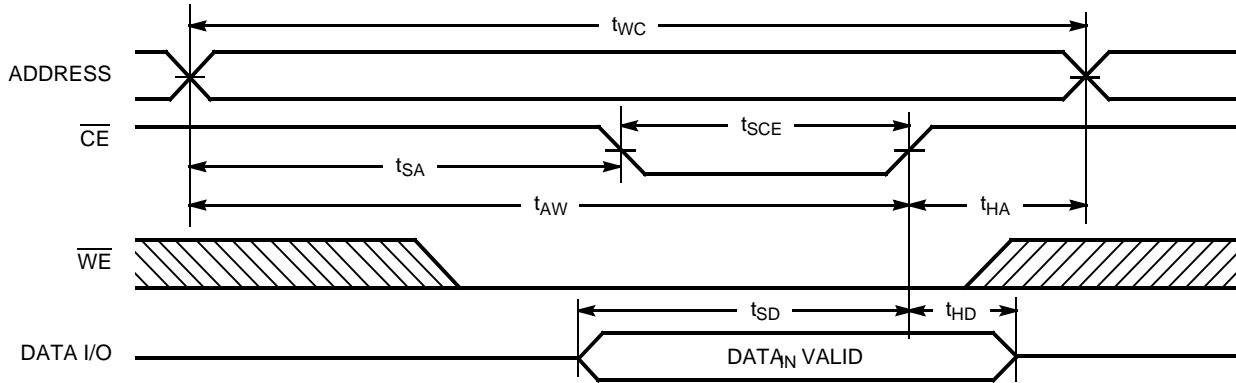 tWC
ADDRESS
CE
tSCE
tSA
tAW
tHA
WE
tSD
tHD
DATA I/O
DATAIN VALID